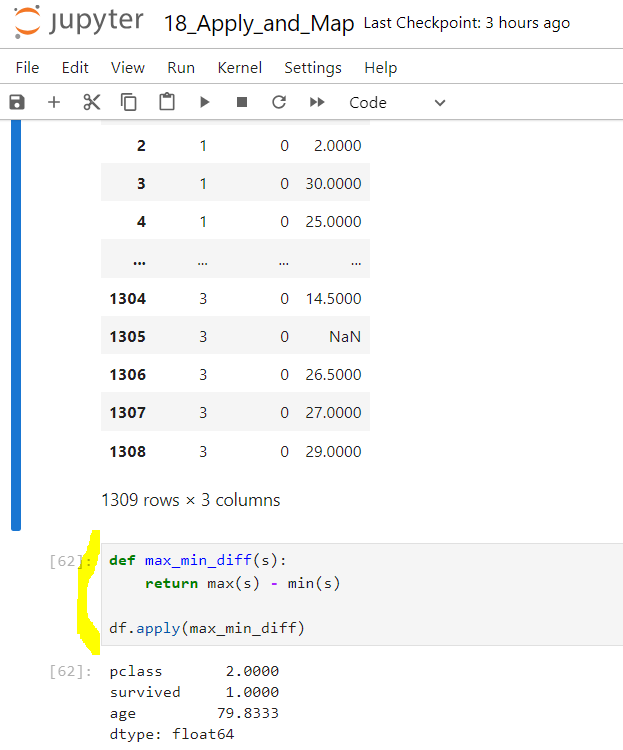 jupyter 18_Apply_and_Map Last Checkpoint: 3 hours ago
File Edit View Run Kernel Settings Help
Code
2 1 0 2.0000
3 1 0 30.0000
4 1 0 25.0000
... ... ... ...
1304 3 0 14.5000
1305 3 0 NaN
1306 3 0 26.5000
1307 3 0 27.0000
1308 3 0 29.0000
1309 rows × 3 columns
[62]: def max_min_diff(s):
    return max(s) - min(s)
df.apply(max_min_diff)
[62]: pclass 2.0000
survived 1.0000
age 79.8333
dtype: float64